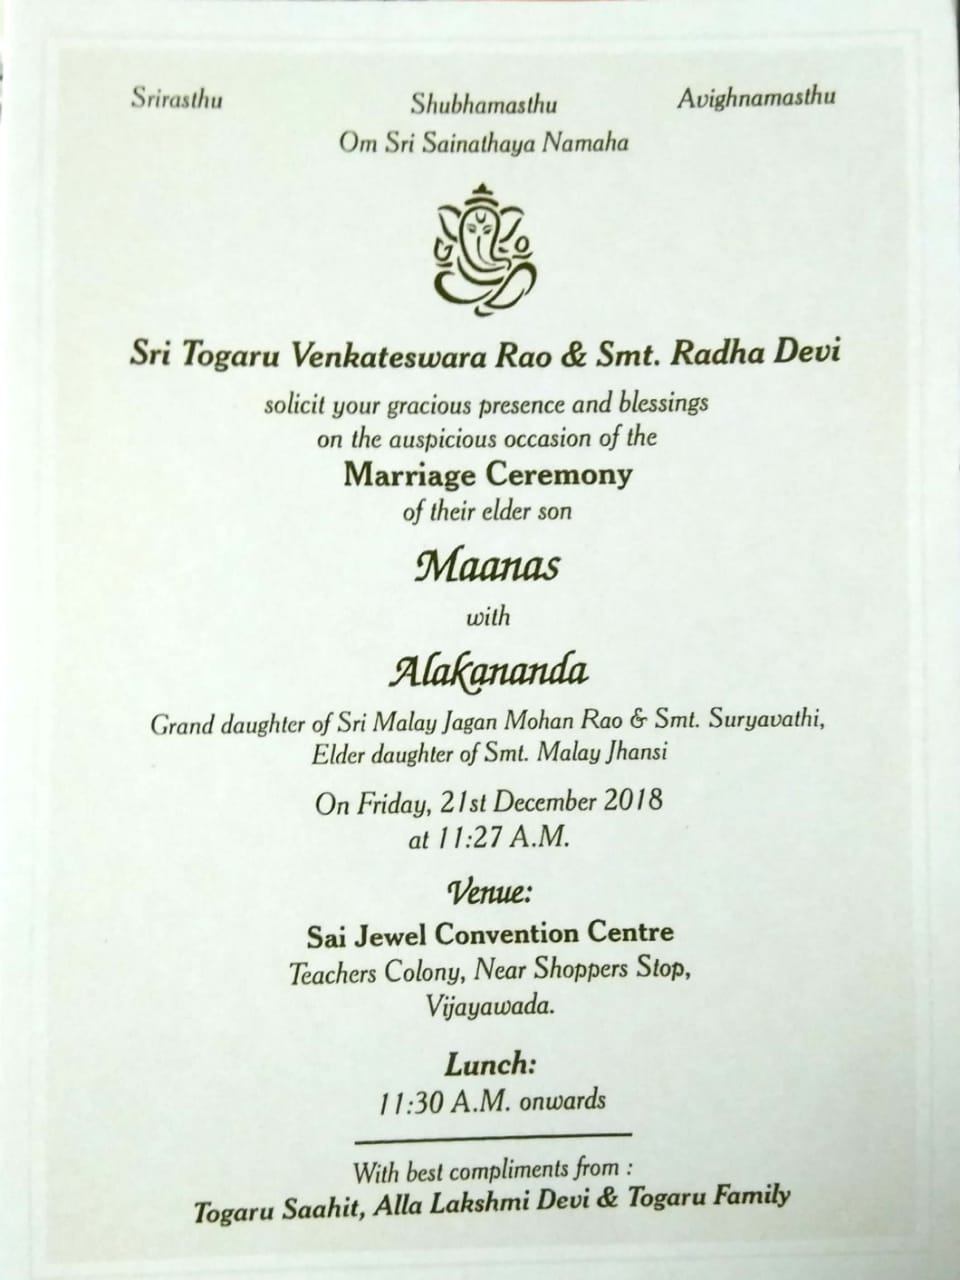 Srirasthu Shubhamasthu Avighnamasthu
Om Sri Sainathaya Namaha
Sri Togaru Venkateswara Rao & Smt. Radha Devi
solicit your gracious presence and blessings
on the auspicious occasion of the
Marriage Ceremony
of their elder son
Maanas
with
Alakananda
Grand daughter of Sri Malay Jagan Mohan Rao & Smt. Suryavathi,
Elder daughter of Smt. Malay Jhansi
On Friday, 21st December 2018
at 11:27 A.M.
Venue:
Sai Jewel Convention Centre
Teachers Colony, Near Shoppers Stop,
Vijayawada.
Lunch:
11:30 A.M. onwards
With best compliments from :
Togaru Saahit, Alla Lakshmi Devi & Togaru Family